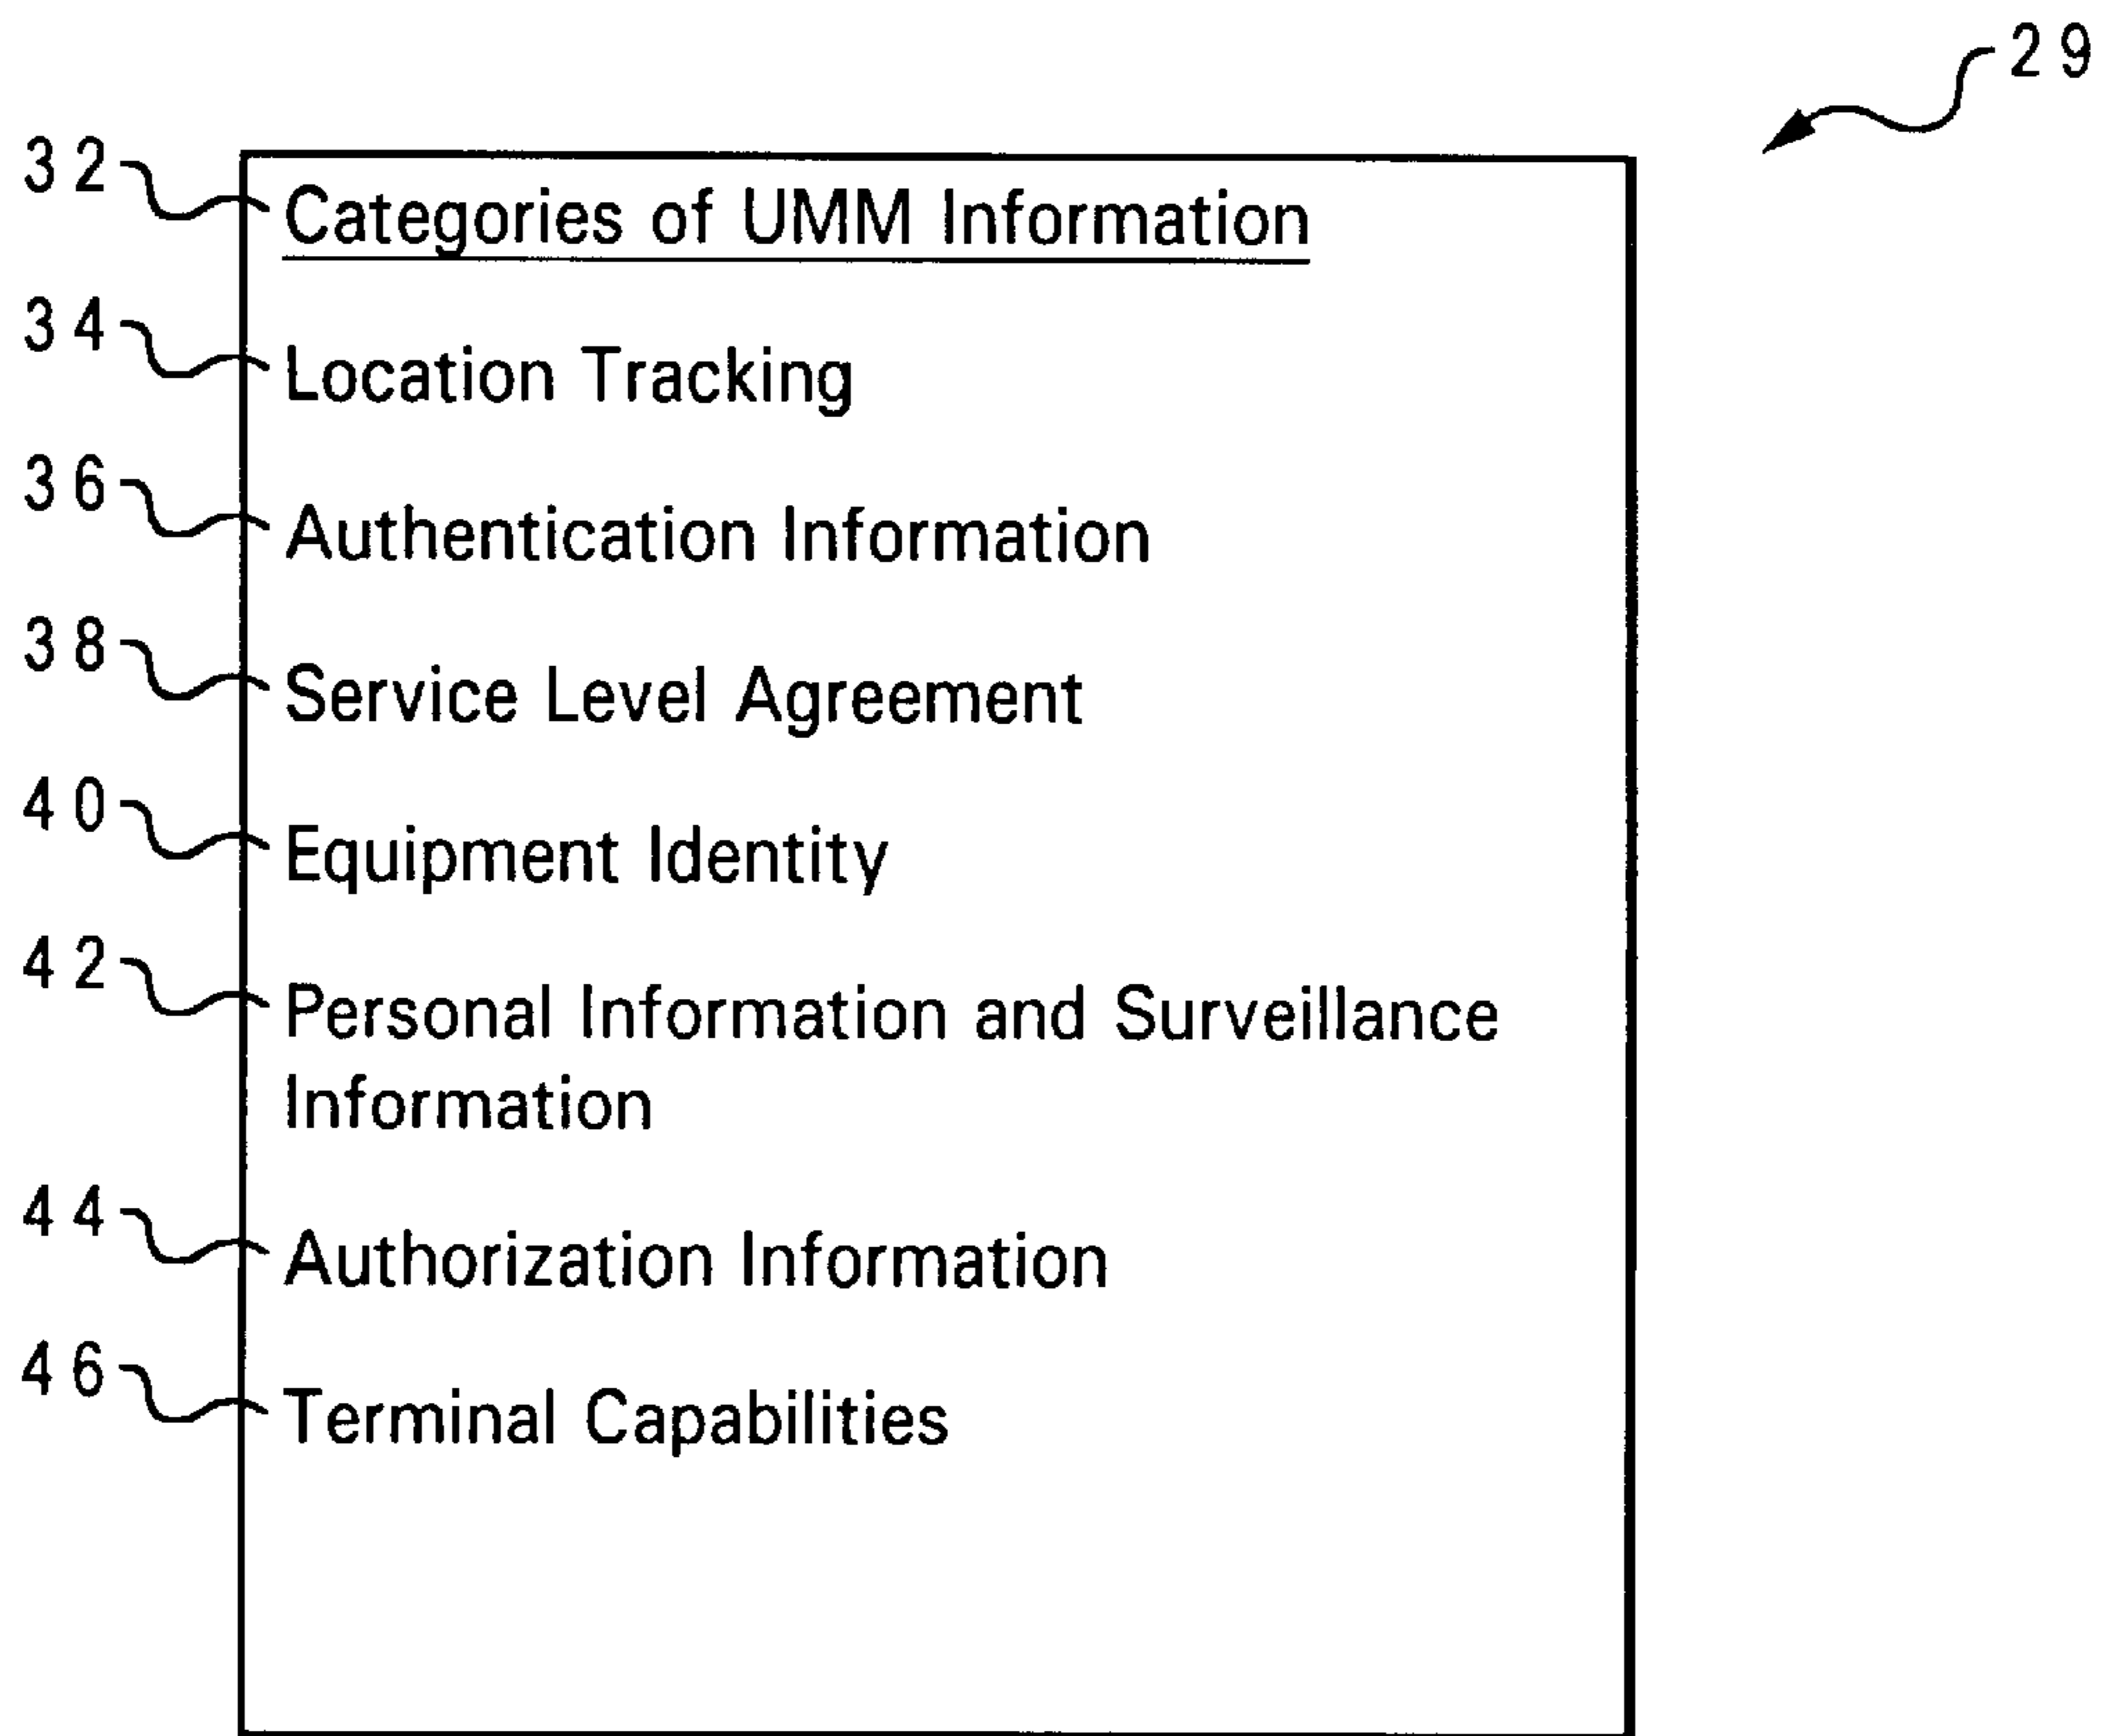 29
32 Categories of UMM Information
34 Location Tracking
36 Authentication Information
38 Service Level Agreement
40 Equipment Identity
42 Personal Information and Surveillance
Information
44 Authorization Information
46 Terminal Capabilities